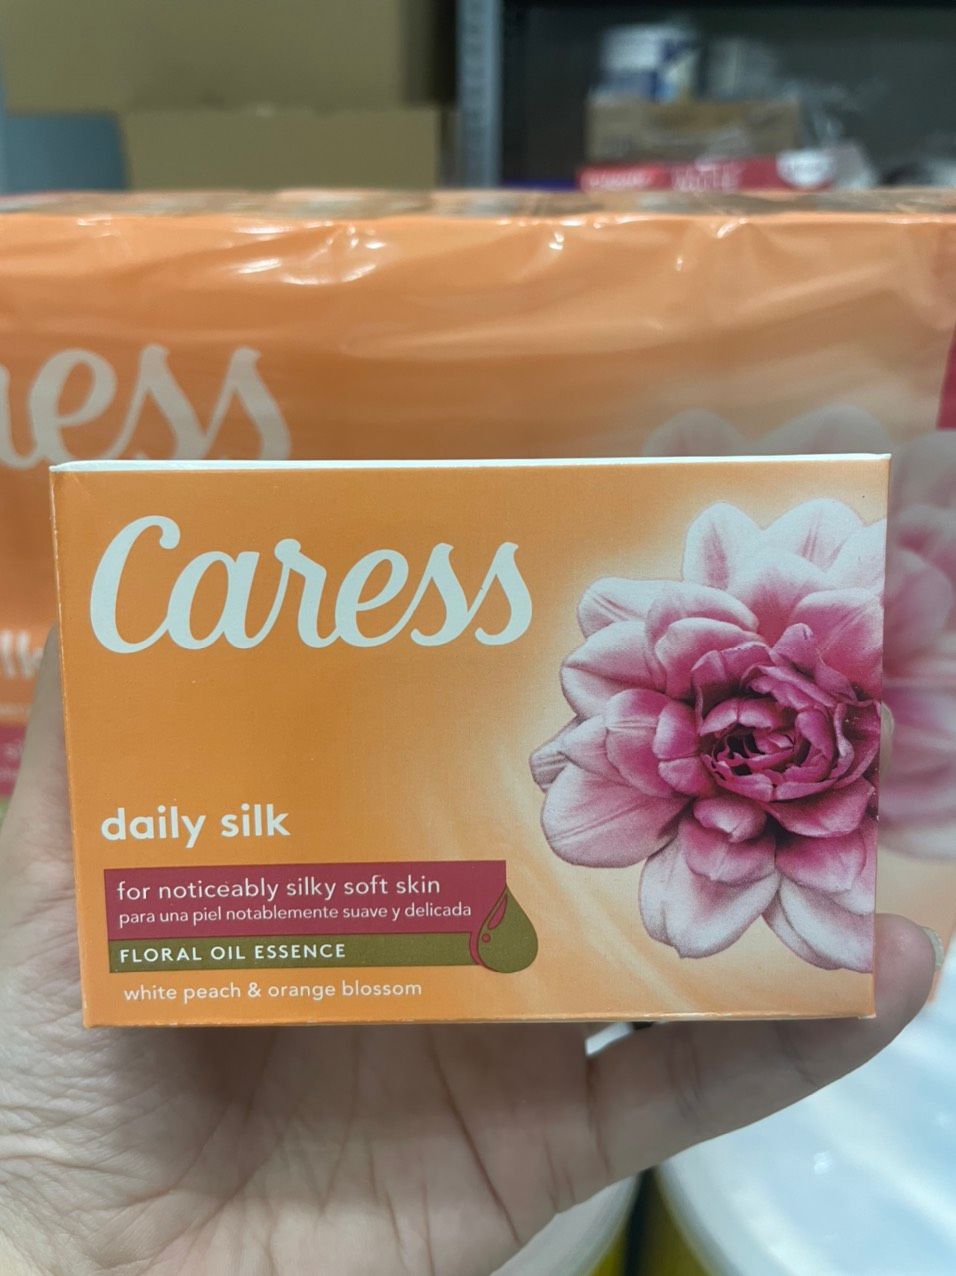 Caress
daily silk
for noticeably silky soft skin
para una piel notablemente suave y delicada
FLORAL OIL ESSENCE
white peach & orange blossom